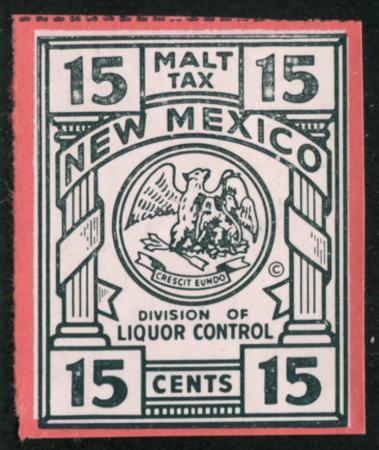 15 MALT 15
TAX
NEW MEXICO
CRESCIT EUNDO
©
DIVISION OF
LIQUOR CONTROL
15 CENTS 15